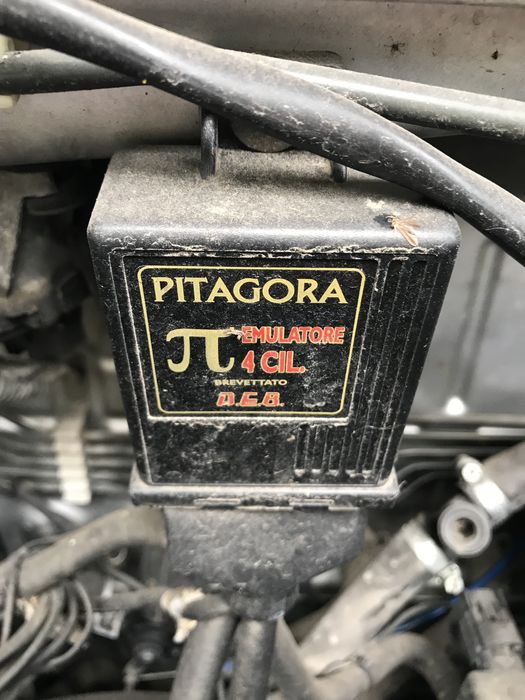 PITAGORA
π EMULATORE
4 CIL.
BREVETTATO
A.E.B.